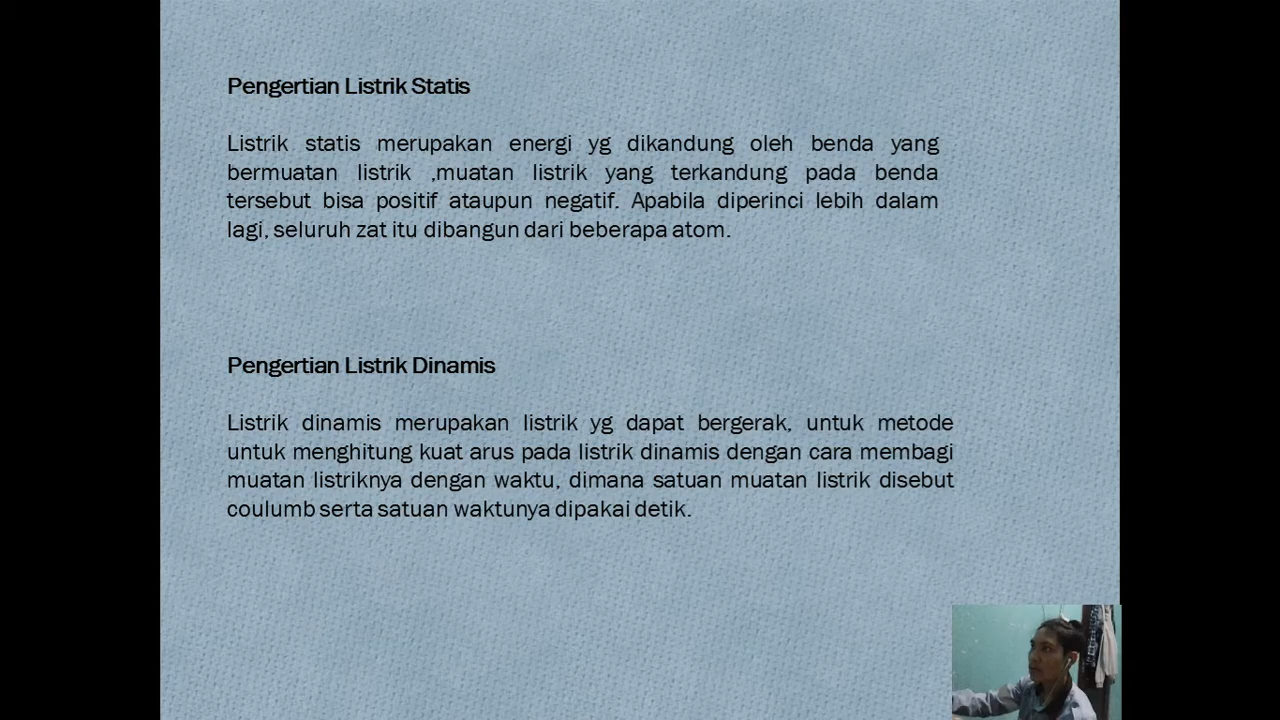 Pengertian Listrik Statis
Listrik statis merupakan energi yg dikandung oleh benda yang
bermuatan listrik ,muatan listrik yang terkandung pada benda
tersebut bisa positif ataupun negatif. Apabila diperinci lebih dalam
lagi, seluruh zat itu dibangun dari beberapa atom.
Pengertian Listrik Dinamis
Listrik dinamis merupakan listrik yg dapat bergerak, untuk metode
untuk menghitung kuat arus pada listrik dinamis dengan cara membagi
muatan listriknya dengan waktu, dimana satuan muatan listrik disebut
coulumb serta satuan waktunya dipakai detik.